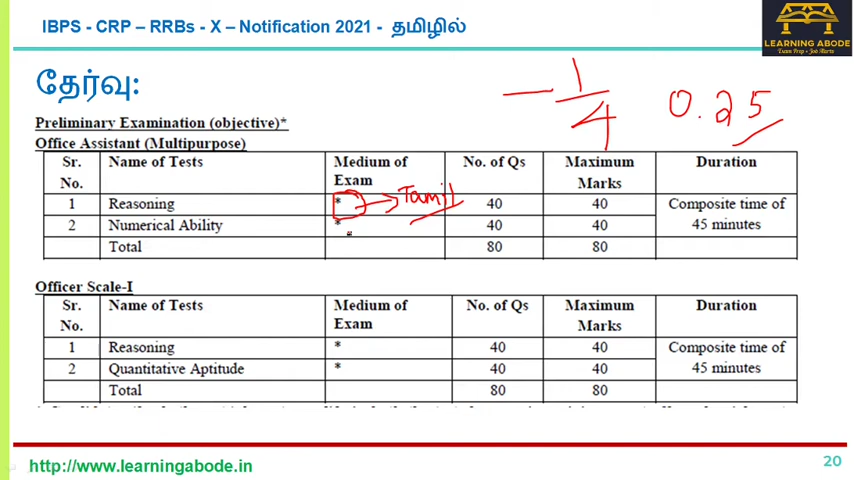 IBPS - CRP – RRBs - X – Notification 2021 - தமிழில்
LEARNING ABODE
தேர்வு:
- 1/4 0.25
Preliminary Examination (objective)*
Office Assistant (Multipurpose)
Sr. No. Name of Tests Medium of Exam No. of Qs Maximum Marks Duration
1 Reasoning * Tamil 40 40 Composite time of 45 minutes
2 Numerical Ability * 40 40
Total 80 80
Officer Scale-I
Sr. No. Name of Tests Medium of Exam No. of Qs Maximum Marks Duration
1 Reasoning * 40 40 Composite time of 45 minutes
2 Quantitative Aptitude * 40 40
Total 80 80
http://www.learningabode.in
20